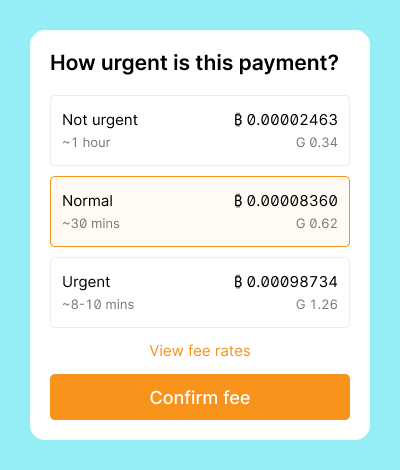 How urgent is this payment?
Not urgent ₿ 0.00002463
~1 hour G 0.34
Normal ₿ 0.00008360
~30 mins G 0.62
Urgent ₿ 0.00098734
~8-10 mins G 1.26
View fee rates
Confirm fee